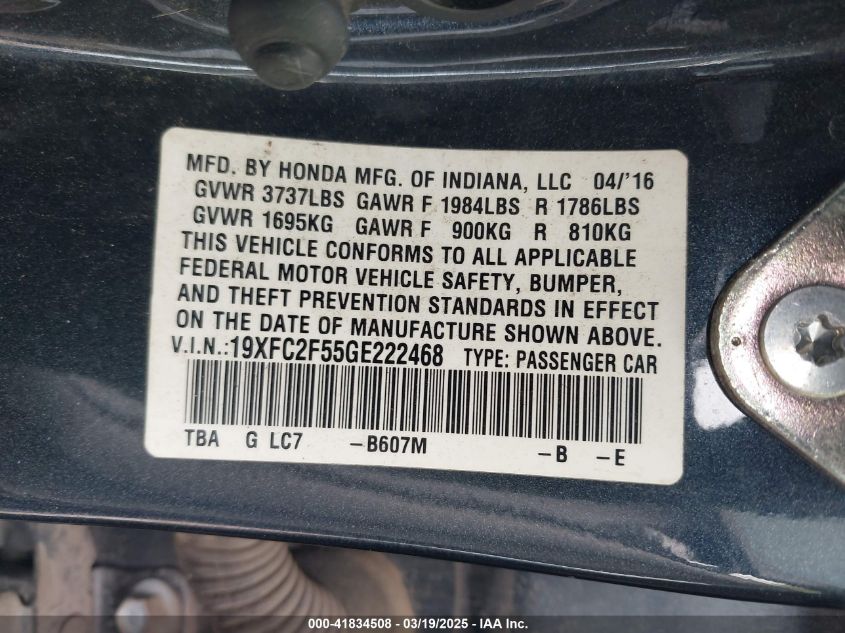 MFD. BY HONDA MFG. OF INDIANA, LLC 04/'16
GVWR 3737LBS GAWR F 1984LBS R 1786LBS
GVWR 1695KG GAWR F 900KG R 810KG
THIS VEHICLE CONFORMS TO ALL APPLICABLE
FEDERAL MOTOR VEHICLE SAFETY, BUMPER,
AND THEFT PREVENTION STANDARDS IN EFFECT
ON THE DATE OF MANUFACTURE SHOWN ABOVE.
V.I.N.:19XFC2F55GE222468 TYPE: PASSENGER CAR
TBA G LC7 -B607M -B -E
000-41834508 - 03/19/2025 - IAA Inc.